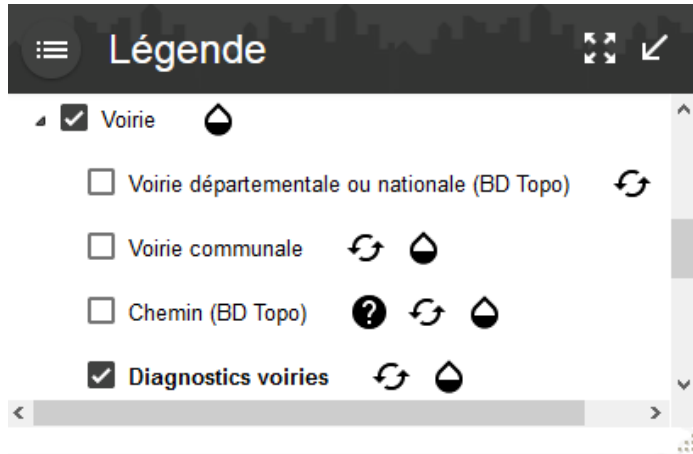 Légende
Voirie
Voirie départementale ou nationale (BD Topo)
Voirie communale
Chemin (BD Topo)
Diagnostics voiries